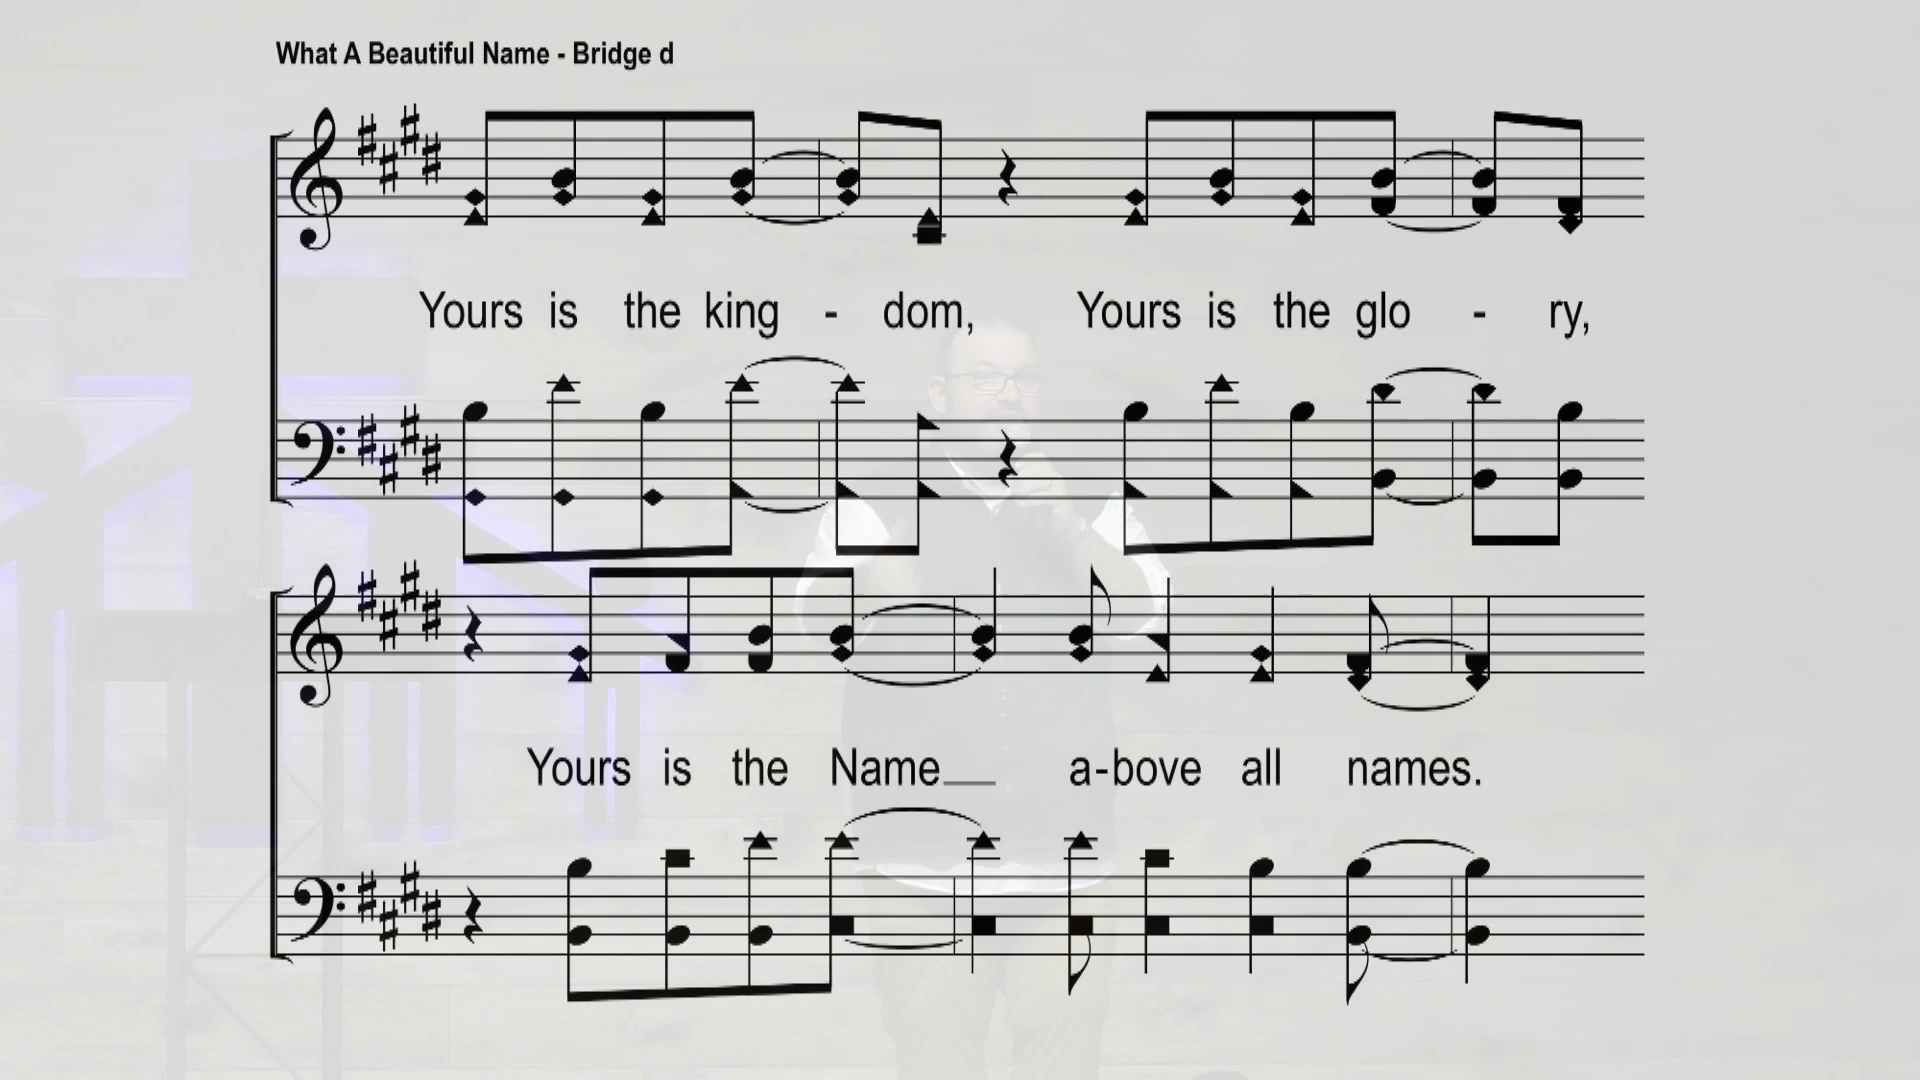 What A Beautiful Name - Bridge d
Yours is the king - dom, Yours is the glo - ry,
Yours is the Name__ a-bove all names.